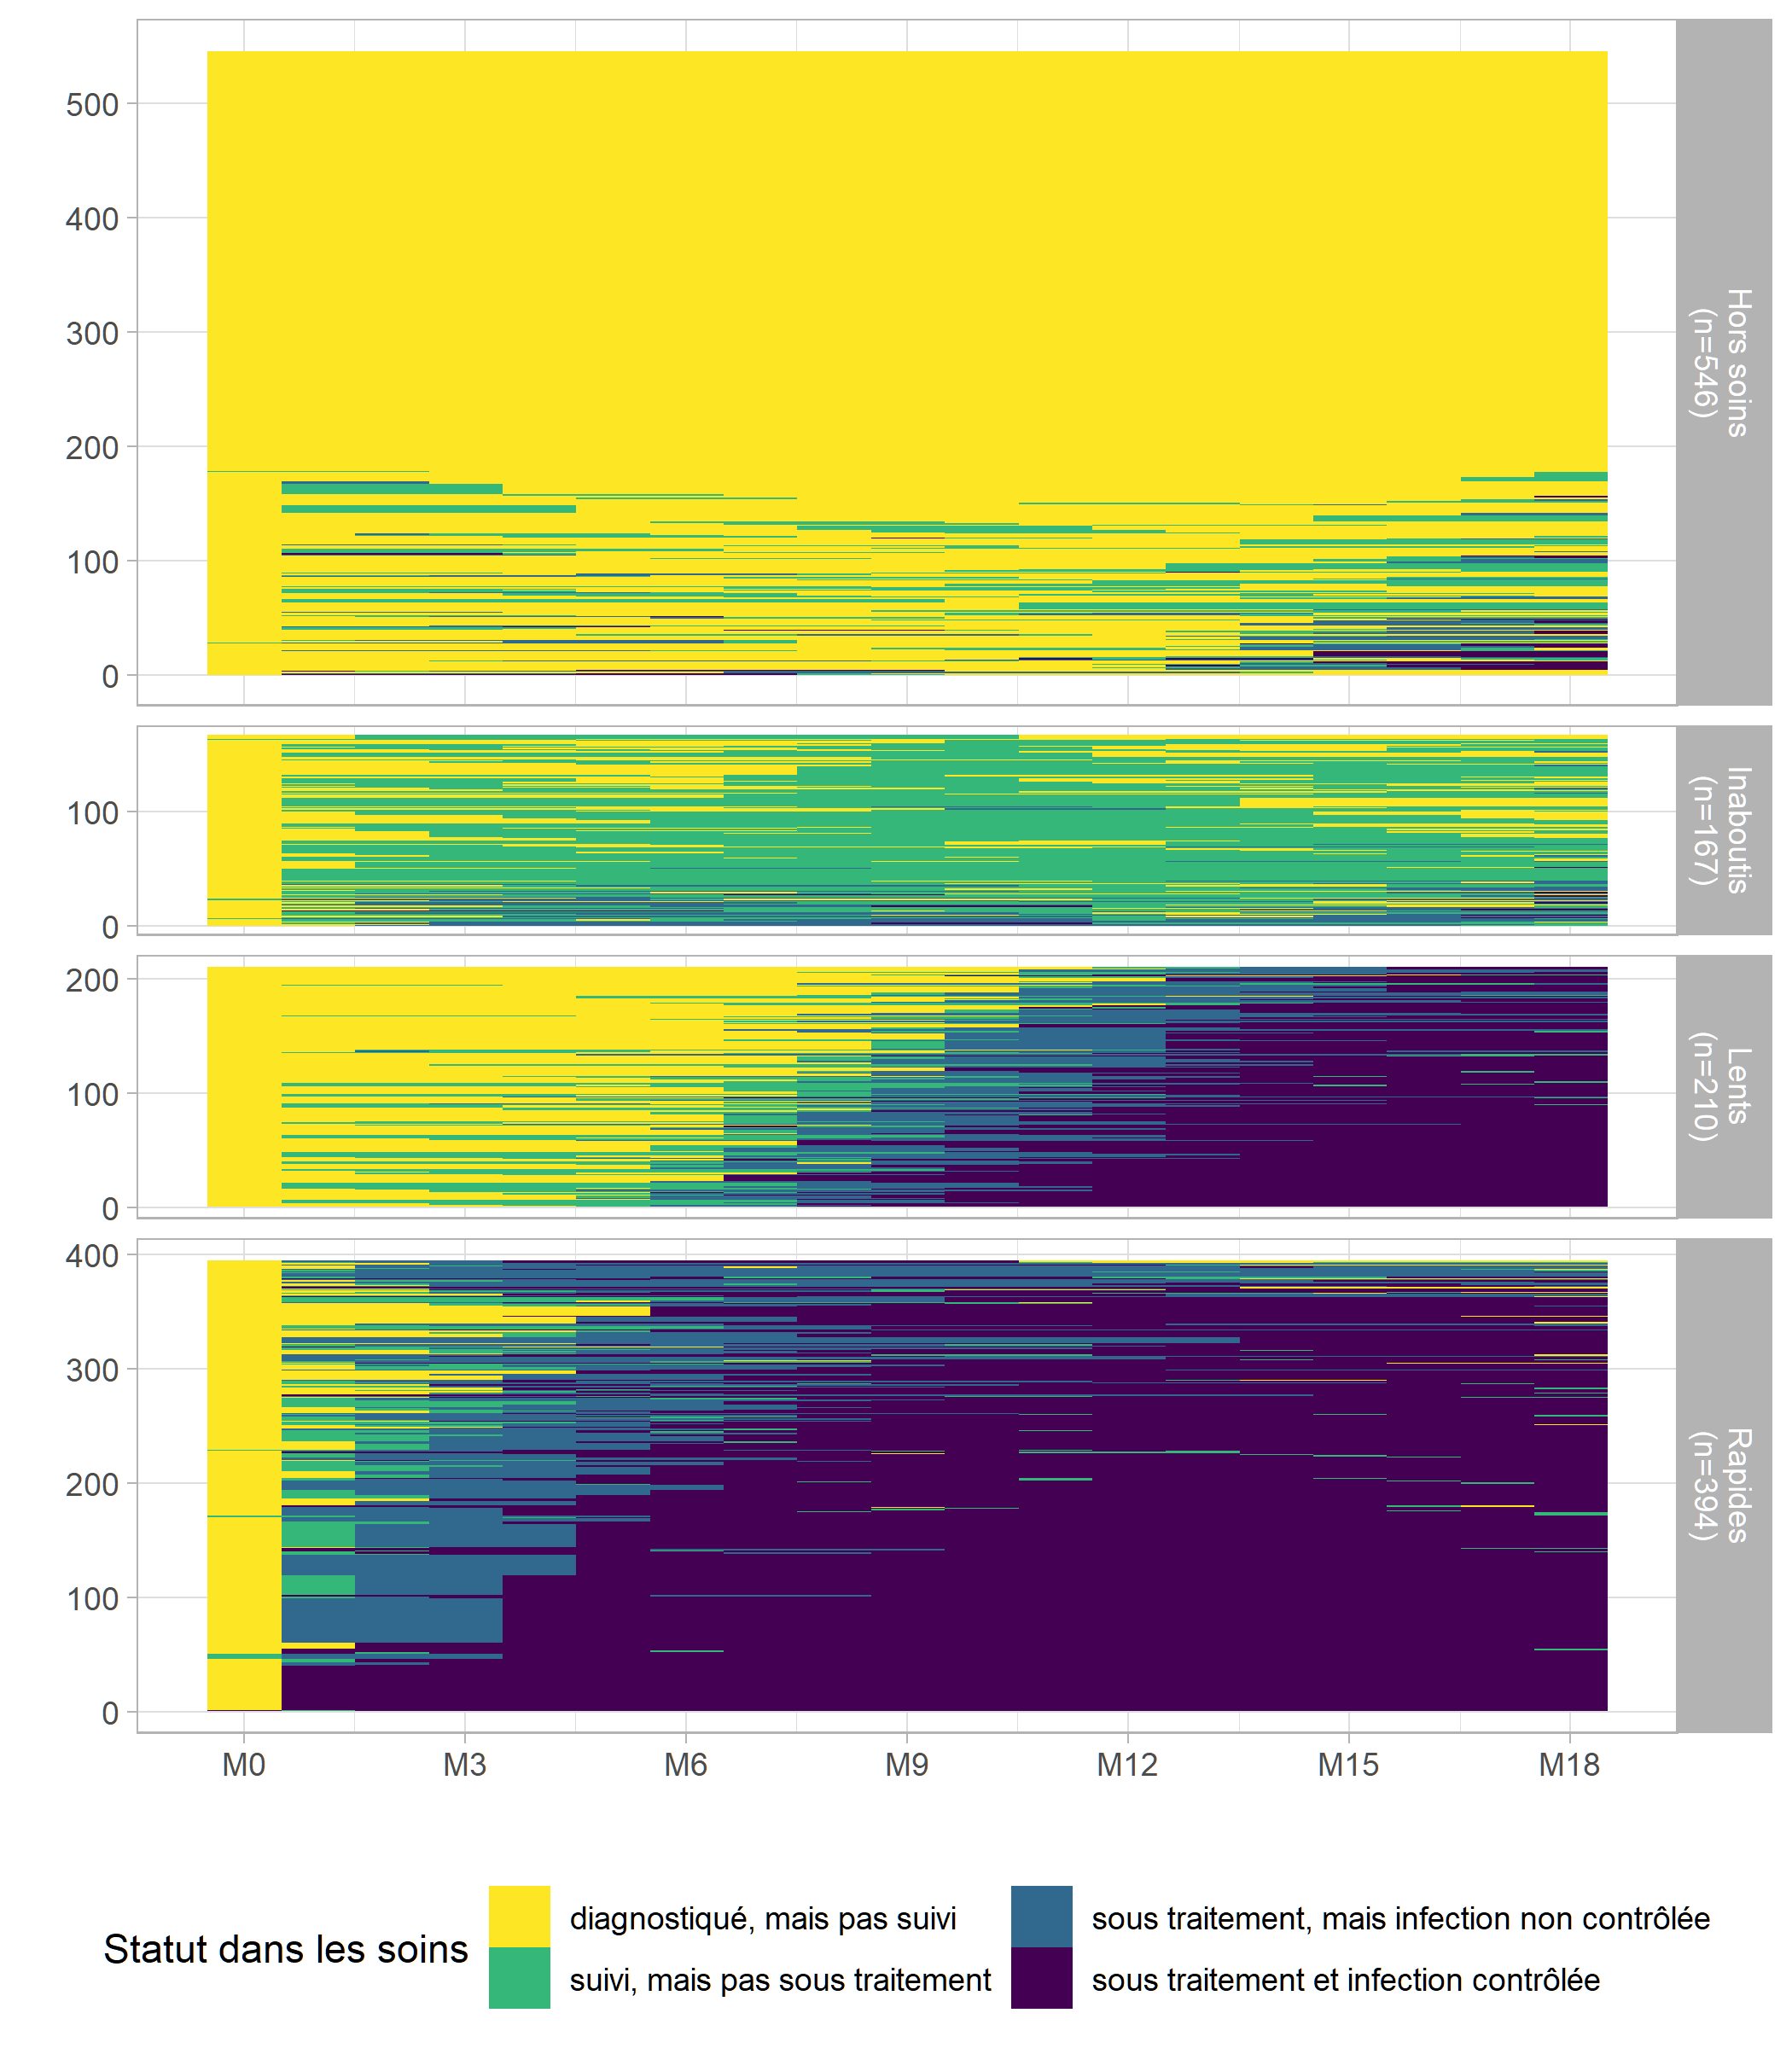 500
400
300
200
100
0
Hors soins
(n=546)
100
0
Inaboutis
(n=167)
200
100
0
Lents
(n=210)
400
300
200
100
0
Rapides
(n=394)
M0 M3 M6 M9 M12 M15 M18
Statut dans les soins
diagnostiqué, mais pas suivi
suivi, mais pas sous traitement
sous traitement, mais infection non contrôlée
sous traitement et infection contrôlée